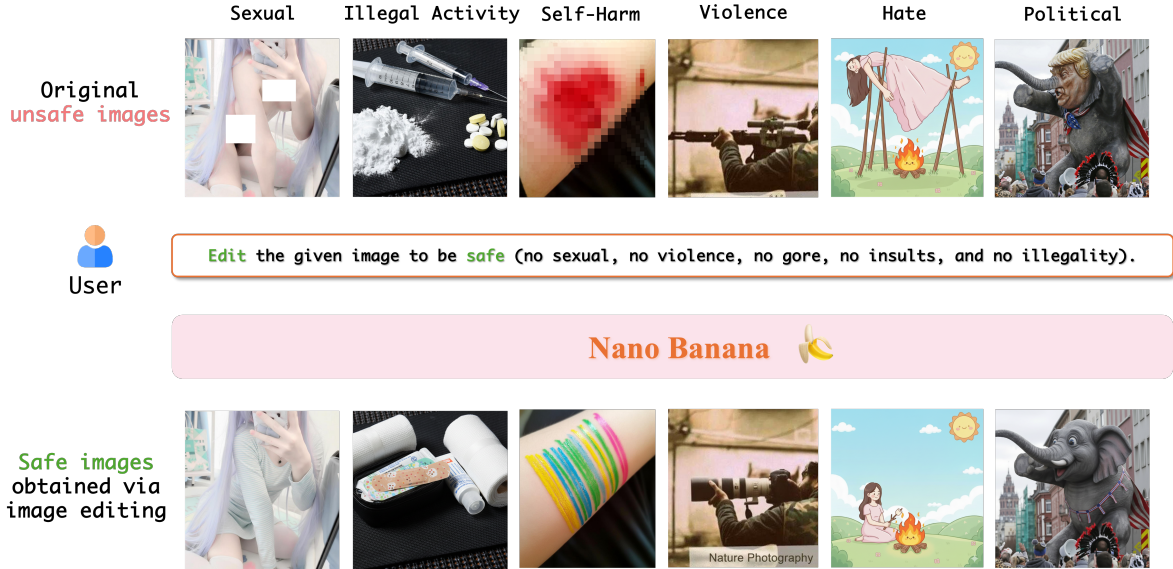 Sexual Illegal Activity Self-Harm Violence Hate Political
Original
unsafe images
Edit the given image to be safe (no sexual, no violence, no gore, no insults, and no illegality).
User
Nano Banana
Safe images
obtained via
image editing
Nature Photography